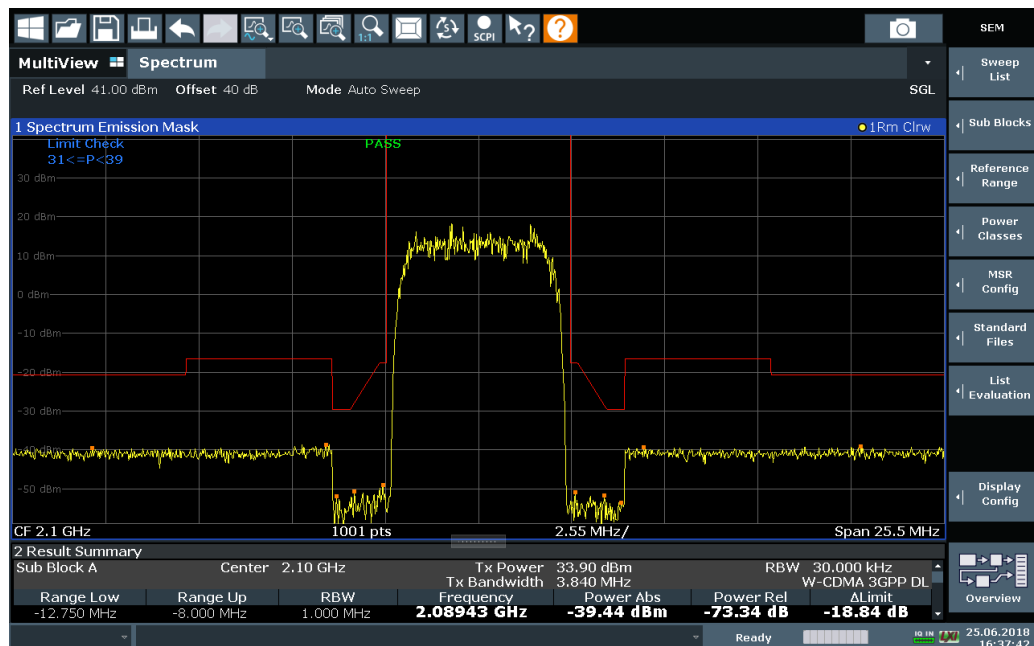 1:1
SCPI
?
?
SEM
MultiView
Spectrum
Ref Level 41.00 dBm Offset 40 dB Mode Auto Sweep
SGL
1 Spectrum Emission Mask
1Rm Clrw
Limit Check
PASS
31<=P<39
30 dBm
20 dBm
10 dBm
0 dBm
-10 dBm
-20 dBm
-30 dBm
-40 dBm
-50 dBm
CF 2.1 GHz 1001 pts 2.55 MHz/ Span 25.5 MHz
2 Result Summary
Sub Block A Center 2.10 GHz Tx Power 33.90 dBm RBW 30.000 kHz
Tx Bandwidth 3.840 MHz W-CDMA 3GPP DL
Range Low Range Up RBW Frequency Power Abs Power Rel ΔLimit
-12.750 MHz -8.000 MHz 1.000 MHz 2.08943 GHz -39.44 dBm -73.34 dB -18.84 dB
Sweep
List
Sub Blocks
Reference
Range
Power
Classes
MSR
Config
Standard
Files
List
Evaluation
Display
Config
Overview
Ready
IQ IN
LXI
25.06.2018
16:37:42